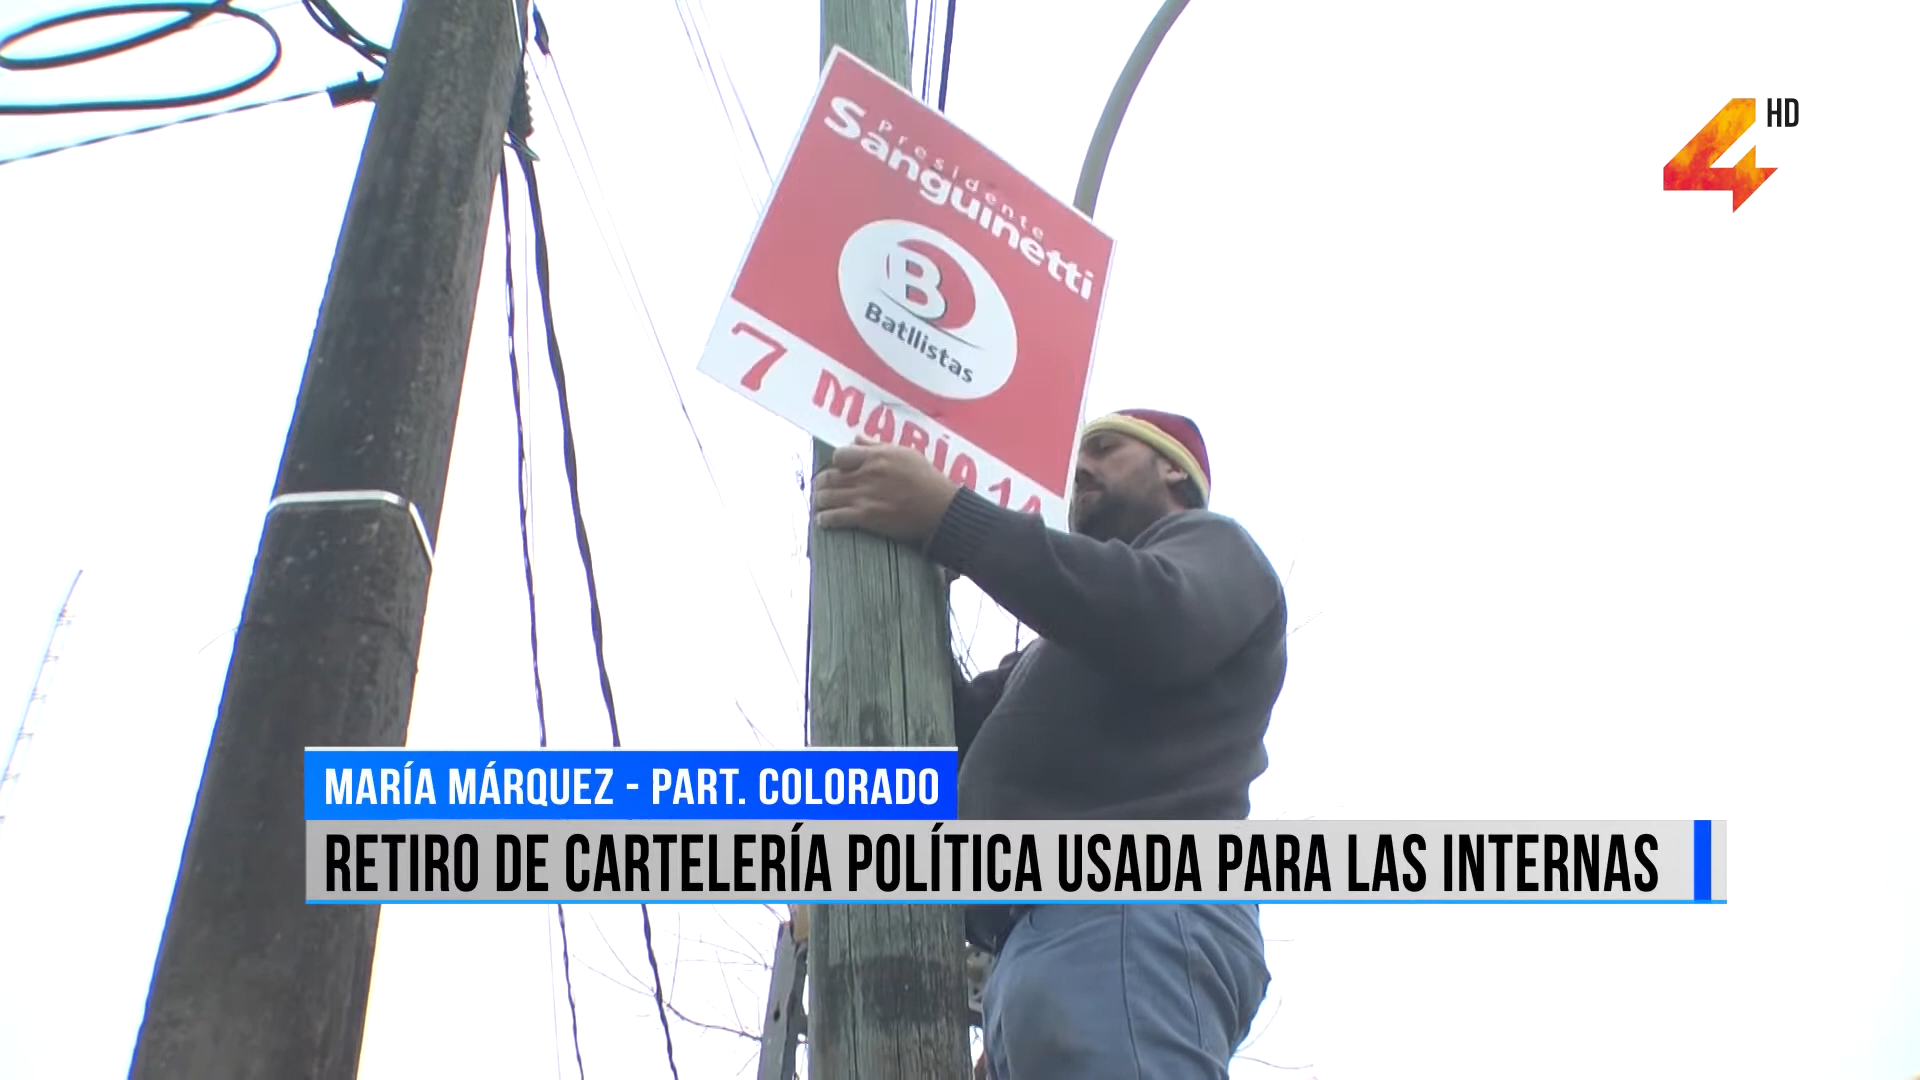 4 HD
Presidente
Sanguinetti
B
Batllistas
7 MARÍA 14
MARÍA MÁRQUEZ - PART. COLORADO
RETIRO DE CARTELERÍA POLÍTICA USADA PARA LAS INTERNAS